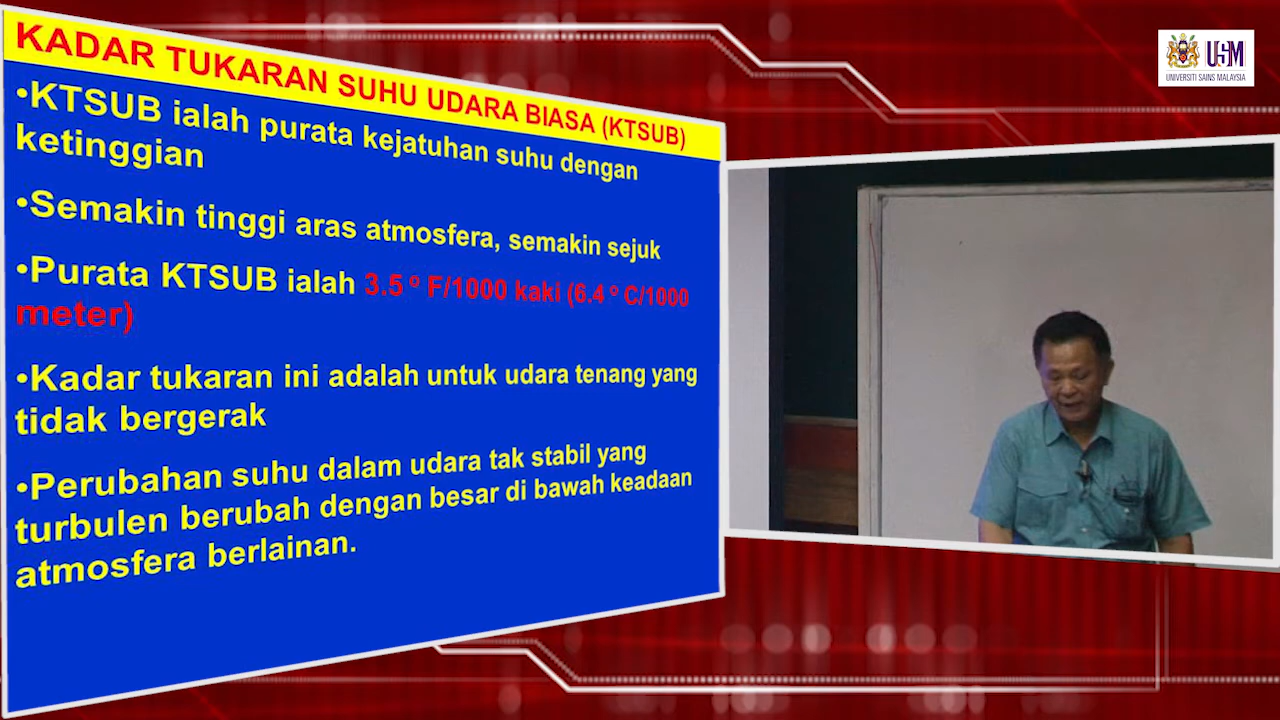 KADAR TUKARAN SUHU UDARA BIASA (KTSUB)
•KTSUB ialah purata kejatuhan suhu dengan
ketinggian
•Semakin tinggi aras atmosfera, semakin sejuk
•Purata KTSUB ialah 3.5 º F/1000 kaki (6.4 º C/1000
meter)
•Kadar tukaran ini adalah untuk udara tenang yang
tidak bergerak
•Perubahan suhu dalam udara tak stabil yang
turbulen berubah dengan besar di bawah keadaan
atmosfera berlainan.
USM
UNIVERSITI SAINS MALAYSIA